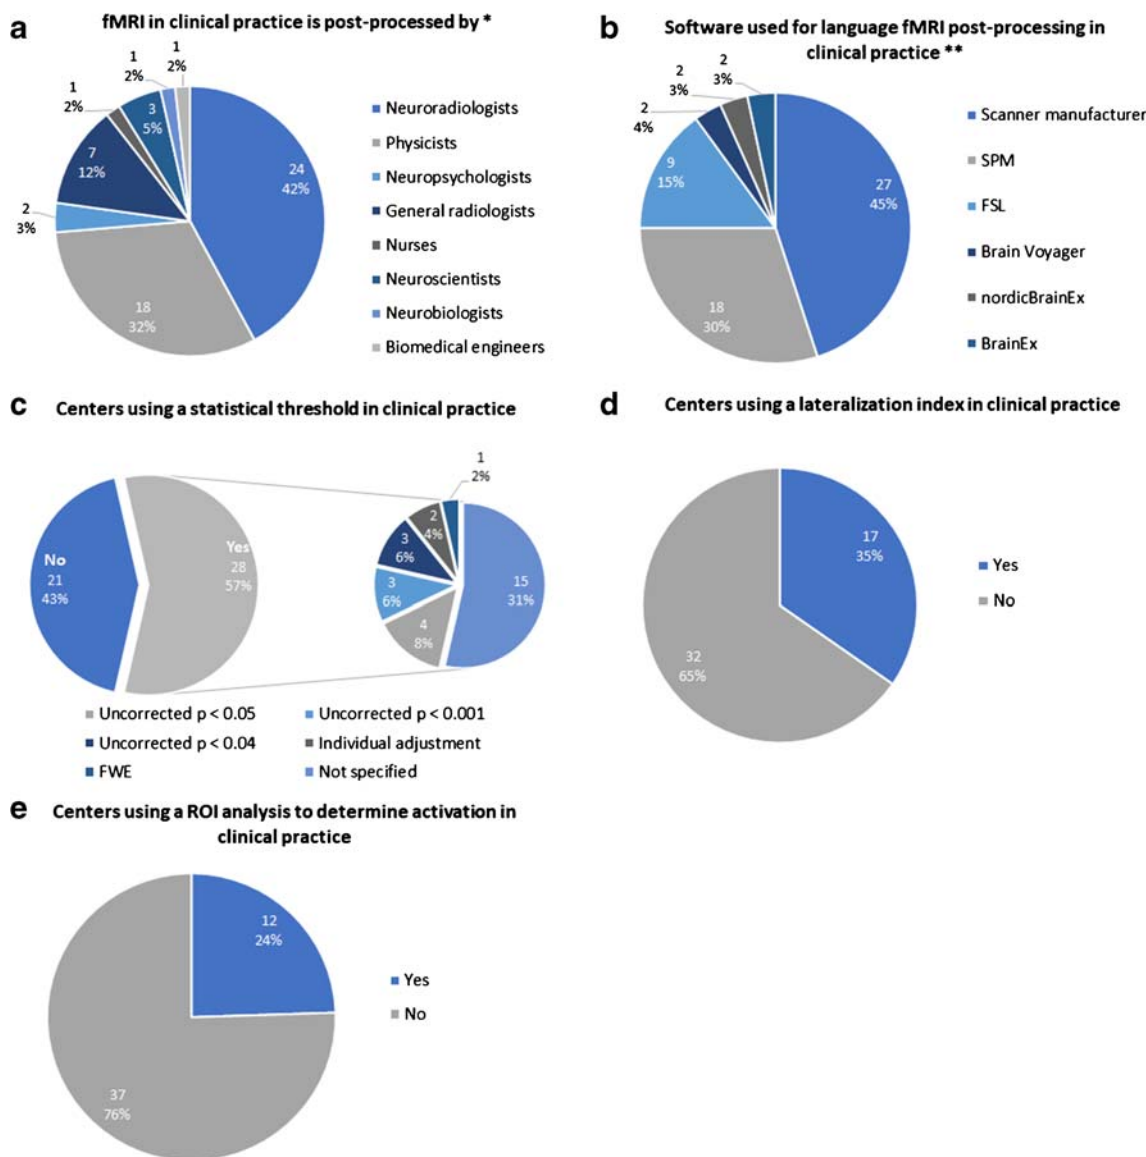 a
fMRI in clinical practice is post-processed by *
24
42%
18
32%
2
3%
7
12%
1
2%
3
5%
1
2%
1
2%
Neuroradiologists
Physicists
Neuropsychologists
General radiologists
Nurses
Neuroscientists
Neurobiologists
Biomedical engineers
b
Software used for language fMRI post-processing in
clinical practice **
27
45%
18
30%
9
15%
2
4%
2
3%
2
3%
Scanner manufacturer
SPM
FSL
Brain Voyager
nordicBrainEx
BrainEx
c
Centers using a statistical threshold in clinical practice
No
21
43%
Yes
28
57%
15
31%
4
8%
3
6%
3
6%
2
4%
1
2%
Uncorrected p < 0.05
Uncorrected p < 0.001
Uncorrected p < 0.04
Individual adjustment
FWE
Not specified
d
Centers using a lateralization index in clinical practice
17
35%
32
65%
Yes
No
e
Centers using a ROI analysis to determine activation in
clinical practice
12
24%
37
76%
Yes
No